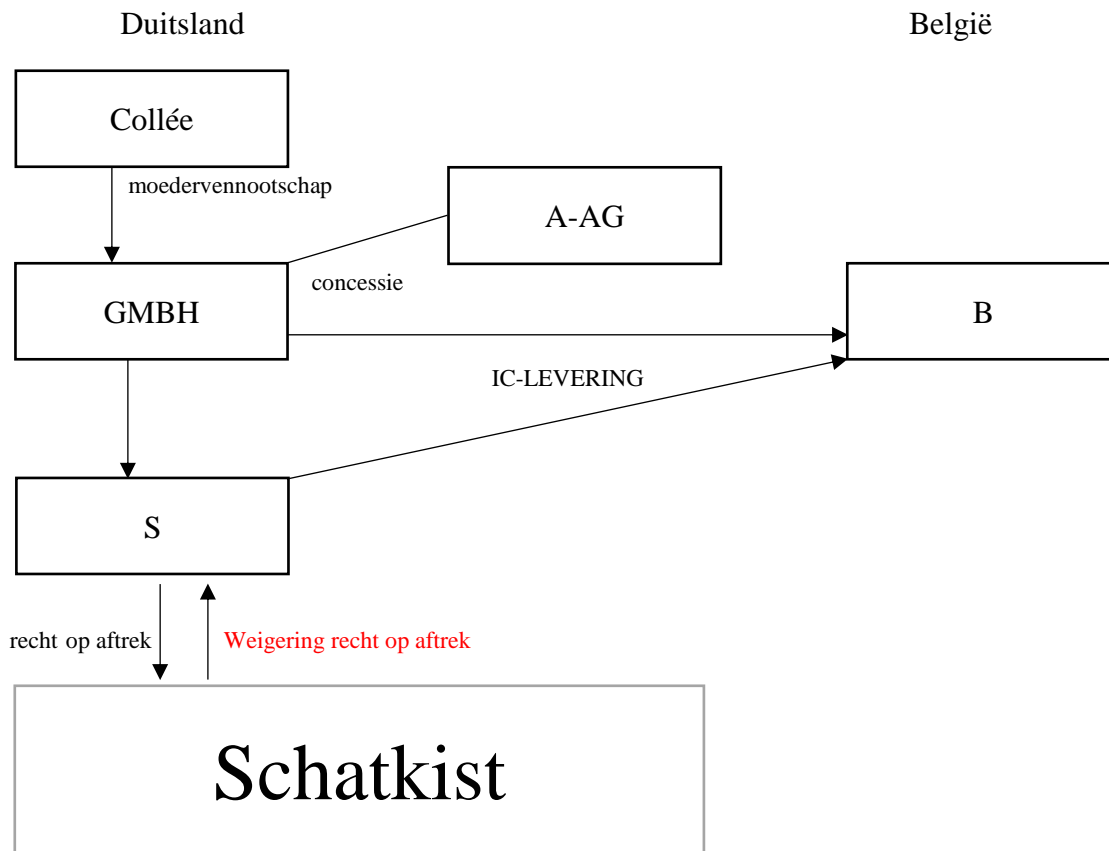 Duitsland
België
Collée
moedervennootschap
A-AG
concessie
GMBH
B
IC-LEVERING
S
recht op aftrek
Weigering recht op aftrek
Schatkist